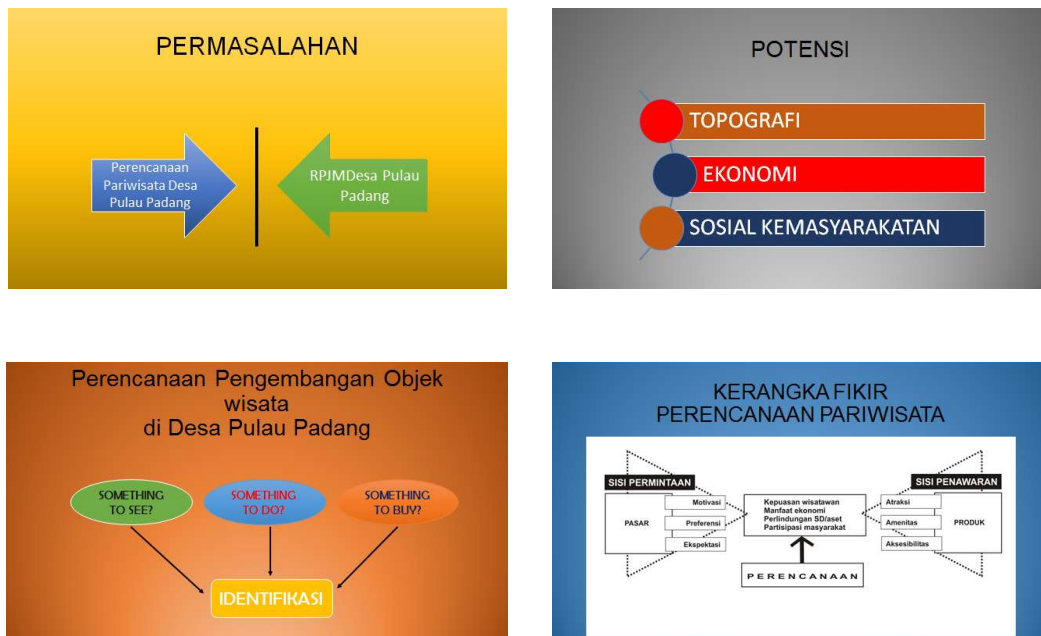 PERMASALAHAN
Perencanaan
Pariwisata Desa
Pulau Padang
RPJMDesa Pulau
Padang
POTENSI
TOPOGRAFI
EKONOMI
SOSIAL KEMASYARAKATAN
Perencanaan Pengembangan Objek
wisata
di Desa Pulau Padang
SOMETHING
TO SEE?
SOMETHING
TO DO?
SOMETHING
TO BUY?
IDENTIFIKASI
KERANGKA FIKIR
PERENCANAAN PARIWISATA
SISI PERMINTAAN
PASAR
Motivasi
Preferensi
Ekspektasi
Kepuasan wisatawan
Manfaat ekonomi
Perlindungan SD/aset
Partisipasi masyarakat
PERENCANAAN
SISI PENAWARAN
Atraksi
Amenitas
Aksesibilitas
PRODUK